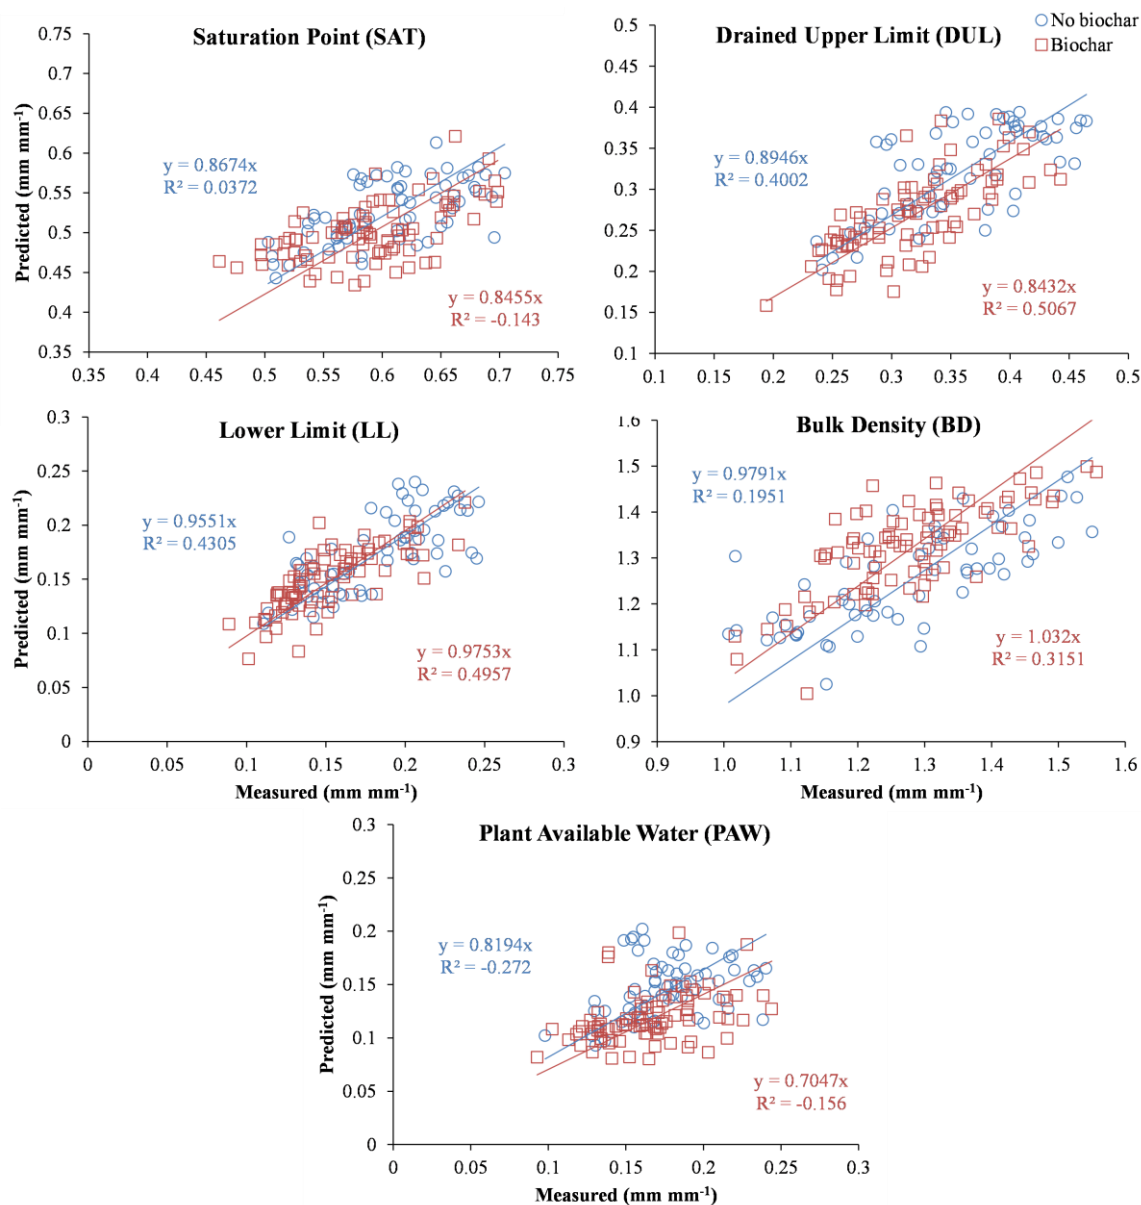 Saturation Point (SAT)
0.75
0.7
0.65
0.6
0.55
0.5
0.45
0.4
0.35
Predicted (mm mm⁻¹)
y = 0.8674x
R² = 0.0372
y = 0.8455x
R² = -0.143
0.35 0.4 0.45 0.5 0.55 0.6 0.65 0.7 0.75
Drained Upper Limit (DUL)
No biochar
Biochar
0.5
0.45
0.4
0.35
0.3
0.25
0.2
0.15
0.1
y = 0.8946x
R² = 0.4002
y = 0.8432x
R² = 0.5067
0.1 0.15 0.2 0.25 0.3 0.35 0.4 0.45 0.5
Lower Limit (LL)
0.3
0.25
0.2
0.15
0.1
0.05
0
Predicted (mm mm⁻¹)
y = 0.9551x
R² = 0.4305
y = 0.9753x
R² = 0.4957
0 0.05 0.1 0.15 0.2 0.25 0.3
Measured (mm mm⁻¹)
Bulk Density (BD)
1.6
1.5
1.4
1.3
1.2
1.1
1.0
0.9
y = 0.9791x
R² = 0.1951
y = 1.032x
R² = 0.3151
0.9 1.0 1.1 1.2 1.3 1.4 1.5 1.6
Measured (mm mm⁻¹)
Plant Available Water (PAW)
0.3
0.25
0.2
0.15
0.1
0.05
0
Predicted (mm mm⁻¹)
y = 0.8194x
R² = -0.272
y = 0.7047x
R² = -0.156
0 0.05 0.1 0.15 0.2 0.25 0.3
Measured (mm mm⁻¹)